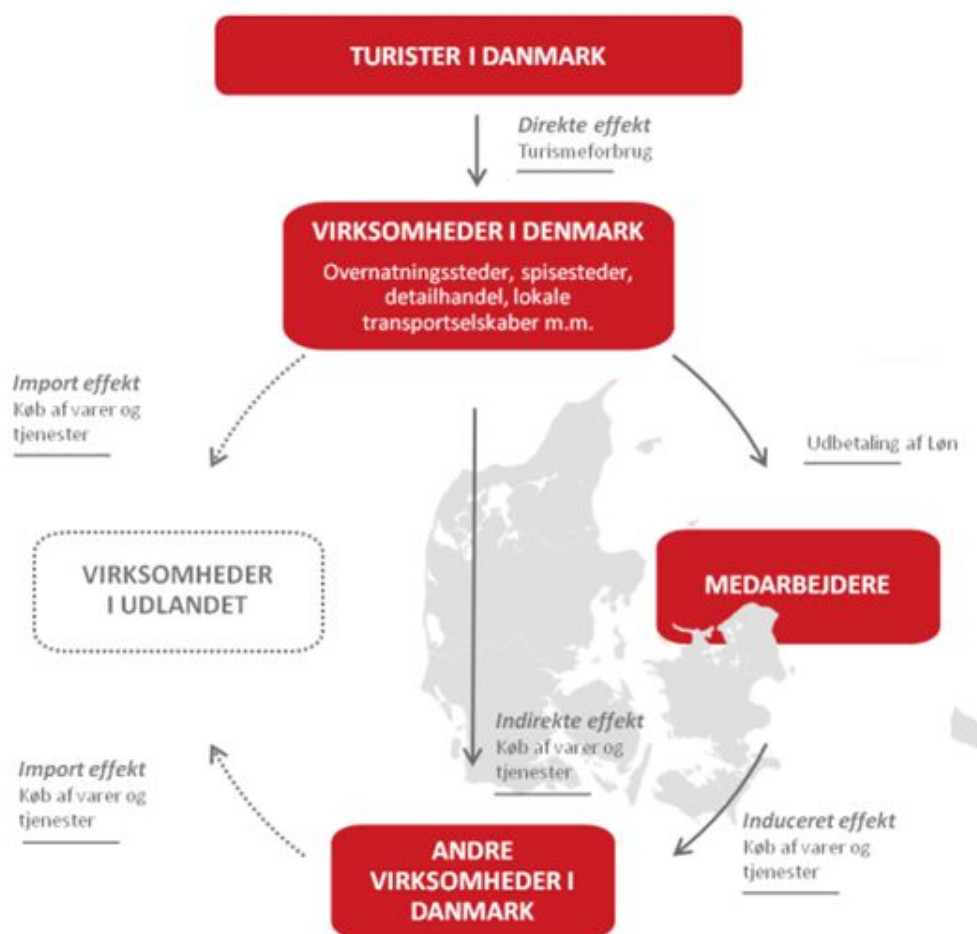 TURISTER I DANMARK
Direkte effekt
Turismeforbrug
VIRKSOMHEDER I DENMARK
Overnatningssteder, spisesteder,
detailhandel, lokale
transportselskaber m.m.
Import effekt
Køb af varer og
tjenester
Udbetaling af Løn
VIRKSOMHEDER
I UDLANDET
MEDARBEJDERE
Indirekte effekt
Køb af varer og
tjenester
Import effekt
Køb af varer og
tjenester
Induceret effekt
Køb af varer og
tjenester
ANDRE
VIRKSOMHEDER I
DANMARK